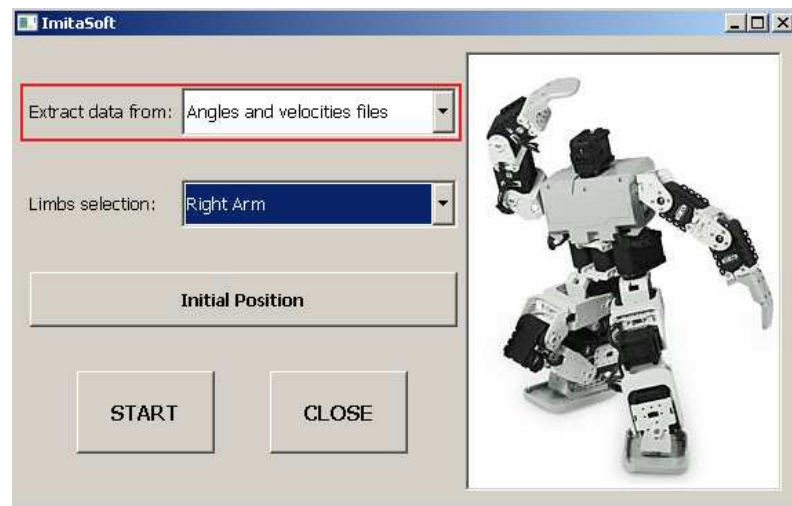 ImitaSoft
Extract data from: Angles and velocities files
Limbs selection: Right Arm
Initial Position
START CLOSE